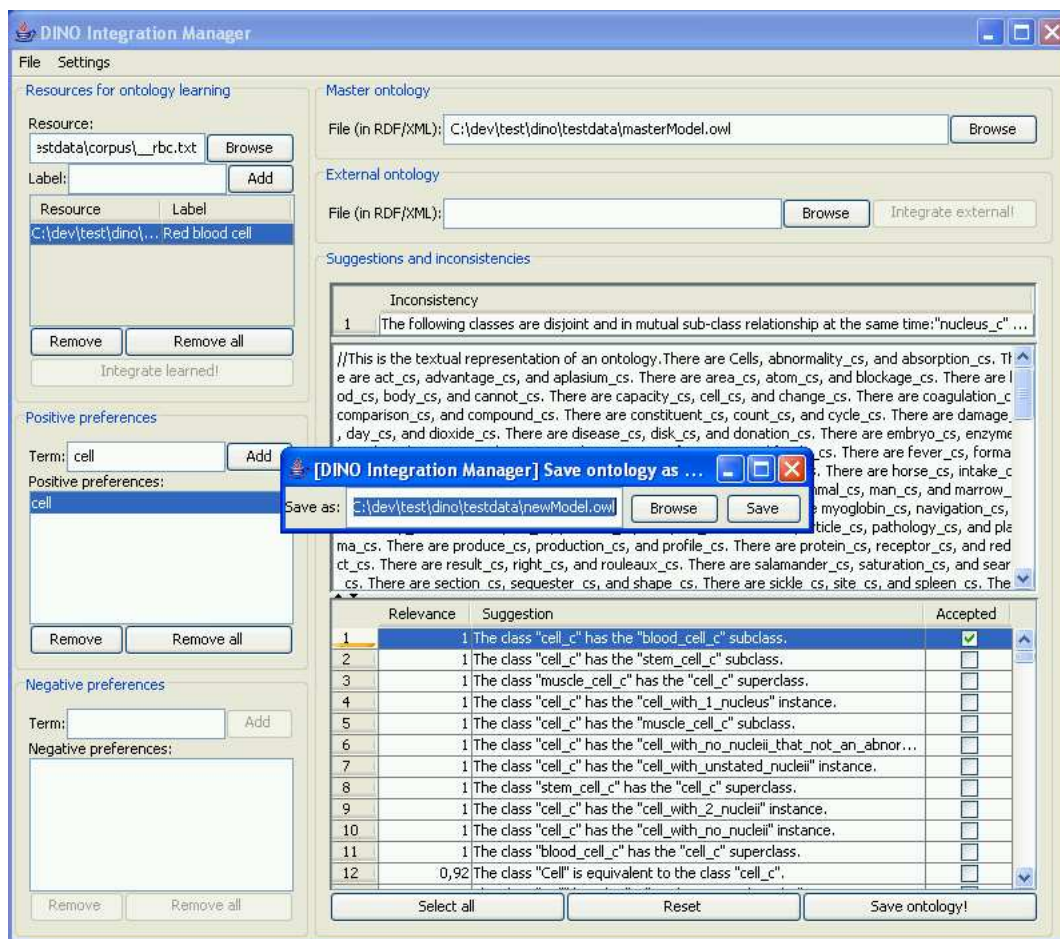 DINO Integration Manager
File Settings
Resources for ontology learning
Resource:
estdata\corpus\__rbc.txt Browse
Label: Add
Resource Label
C:\dev\test\dino\... Red blood cell
Remove Remove all
Integrate learned!
Positive preferences
Term: cell Add
Positive preferences:
cell
Remove Remove all
Negative preferences
Term: Add
Negative preferences:
Remove Remove all
Master ontology
File (in RDF/XML): C:\dev\test\dino\testdata\masterModel.owl Browse
External ontology
File (in RDF/XML): Browse Integrate external!
Suggestions and inconsistencies
Inconsistency
1 The following classes are disjoint and in mutual sub-class relationship at the same time:"nucleus_c" ...
//This is the textual representation of an ontology.There are Cells, abnormality_cs, and absorption_cs.
e are act_cs, advantage_cs, and aplasium_cs. There are area_cs, atom_cs, and blockage_cs. There are
od_cs, body_cs, and cannot_cs. There are capacity_cs, cell_cs, and change_cs. There are coagulation_c
comparison_cs, and compound_cs. There are constituent_cs, count_cs, and cycle_cs. There are damage_
, day_cs, and dioxide_cs. There are disease_cs, disk_cs, and donation_cs. There are embryo_cs, enzyme
_cs. There are fever_cs, forma
. There are horse_cs, intake_c
mal_cs, man_cs, and marrow_
myoglobin_cs, navigation_cs,
ticle_cs, pathology_cs, and pla
ma_cs. There are produce_cs, production_cs, and profile_cs. There are protein_cs, receptor_cs, and red
ct_cs. There are result_cs, right_cs, and rouleaux_cs. There are salamander_cs, saturation_cs, and sear
_cs. There are section_cs, sequester_cs, and shape_cs. There are sickle_cs, site_cs, and spleen_cs. The
[DINO Integration Manager] Save ontology as ...
Save as: C:\dev\test\dino\testdata\newModel.owl Browse Save
Relevance Suggestion Accepted
1 1 The class "cell_c" has the "blood_cell_c" subclass.
2 1 The class "cell_c" has the "stem_cell_c" subclass.
3 1 The class "muscle_cell_c" has the "cell_c" superclass.
4 1 The class "cell_c" has the "cell_with_1_nucleus" instance.
5 1 The class "cell_c" has the "muscle_cell_c" subclass.
6 1 The class "cell_c" has the "cell_with_no_nucleii_that_not_an_abnor...
7 1 The class "cell_c" has the "cell_with_unstated_nucleii" instance.
8 1 The class "stem_cell_c" has the "cell_c" superclass.
9 1 The class "cell_c" has the "cell_with_2_nucleii" instance.
10 1 The class "cell_c" has the "cell_with_no_nucleii" instance.
11 1 The class "blood_cell_c" has the "cell_c" superclass.
12 0,92 The class "Cell" is equivalent to the class "cell_c".
Select all Reset Save ontology!